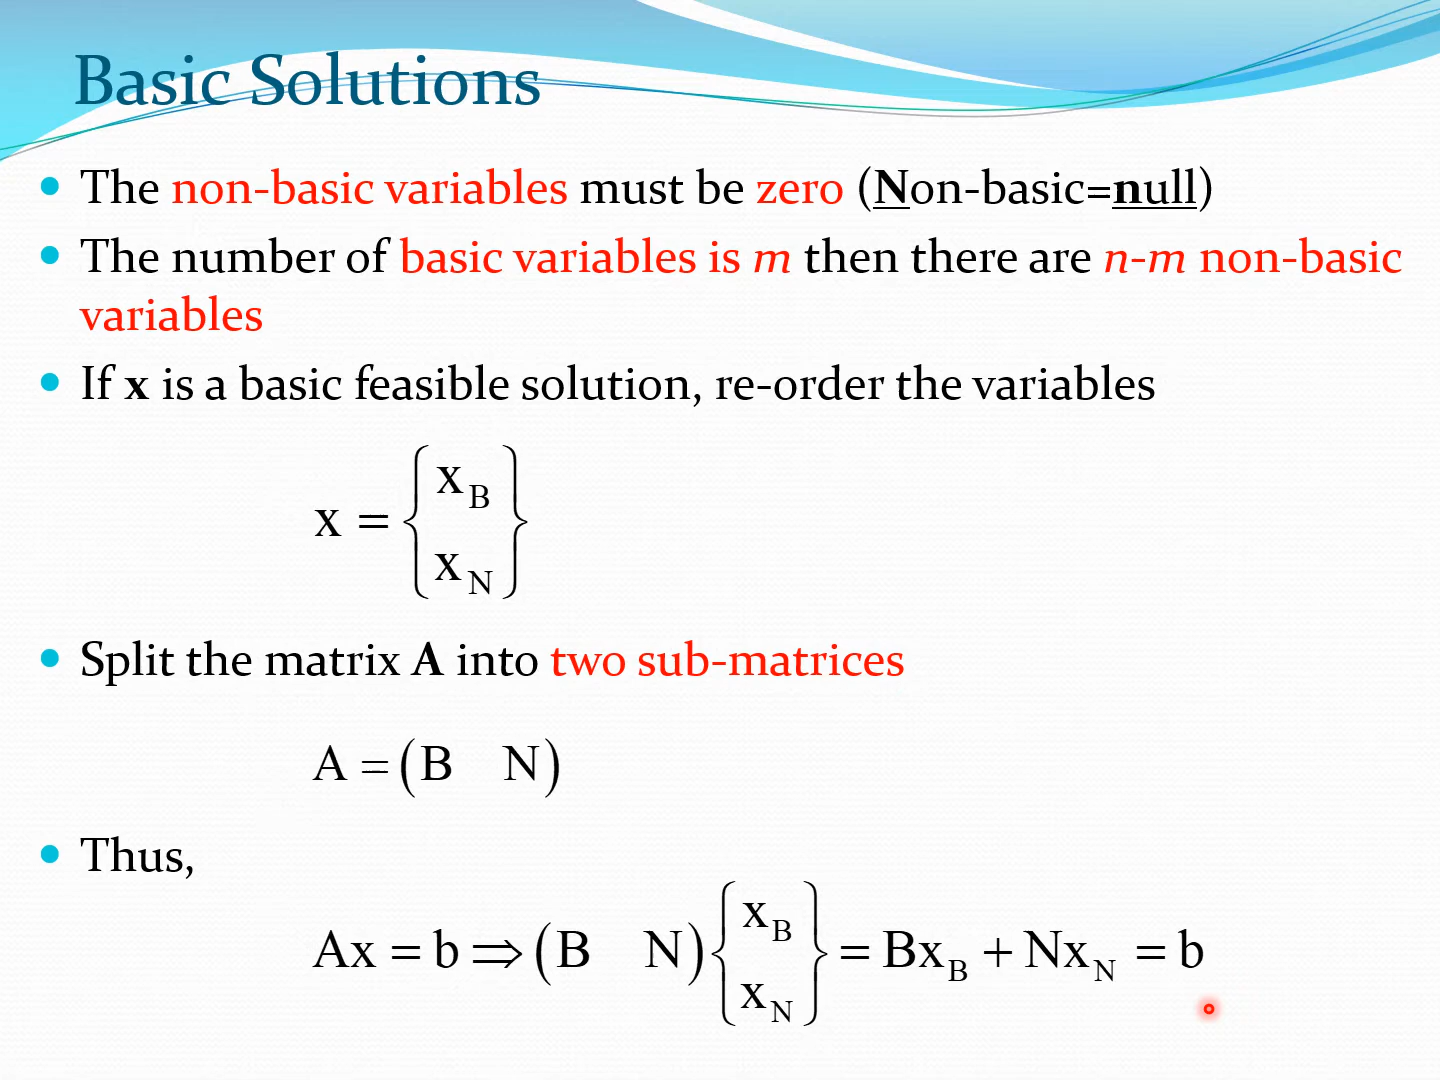 Basic Solutions
• The non-basic variables must be zero (Non-basic=null)
• The number of basic variables is m then there are n-m non-basic
variables
• If x is a basic feasible solution, re-order the variables
x = { x_B
x_N }
• Split the matrix A into two sub-matrices
A = (B N)
• Thus,
Ax = b ⇒ (B N) { x_B x_N } = Bx_B + Nx_N = b